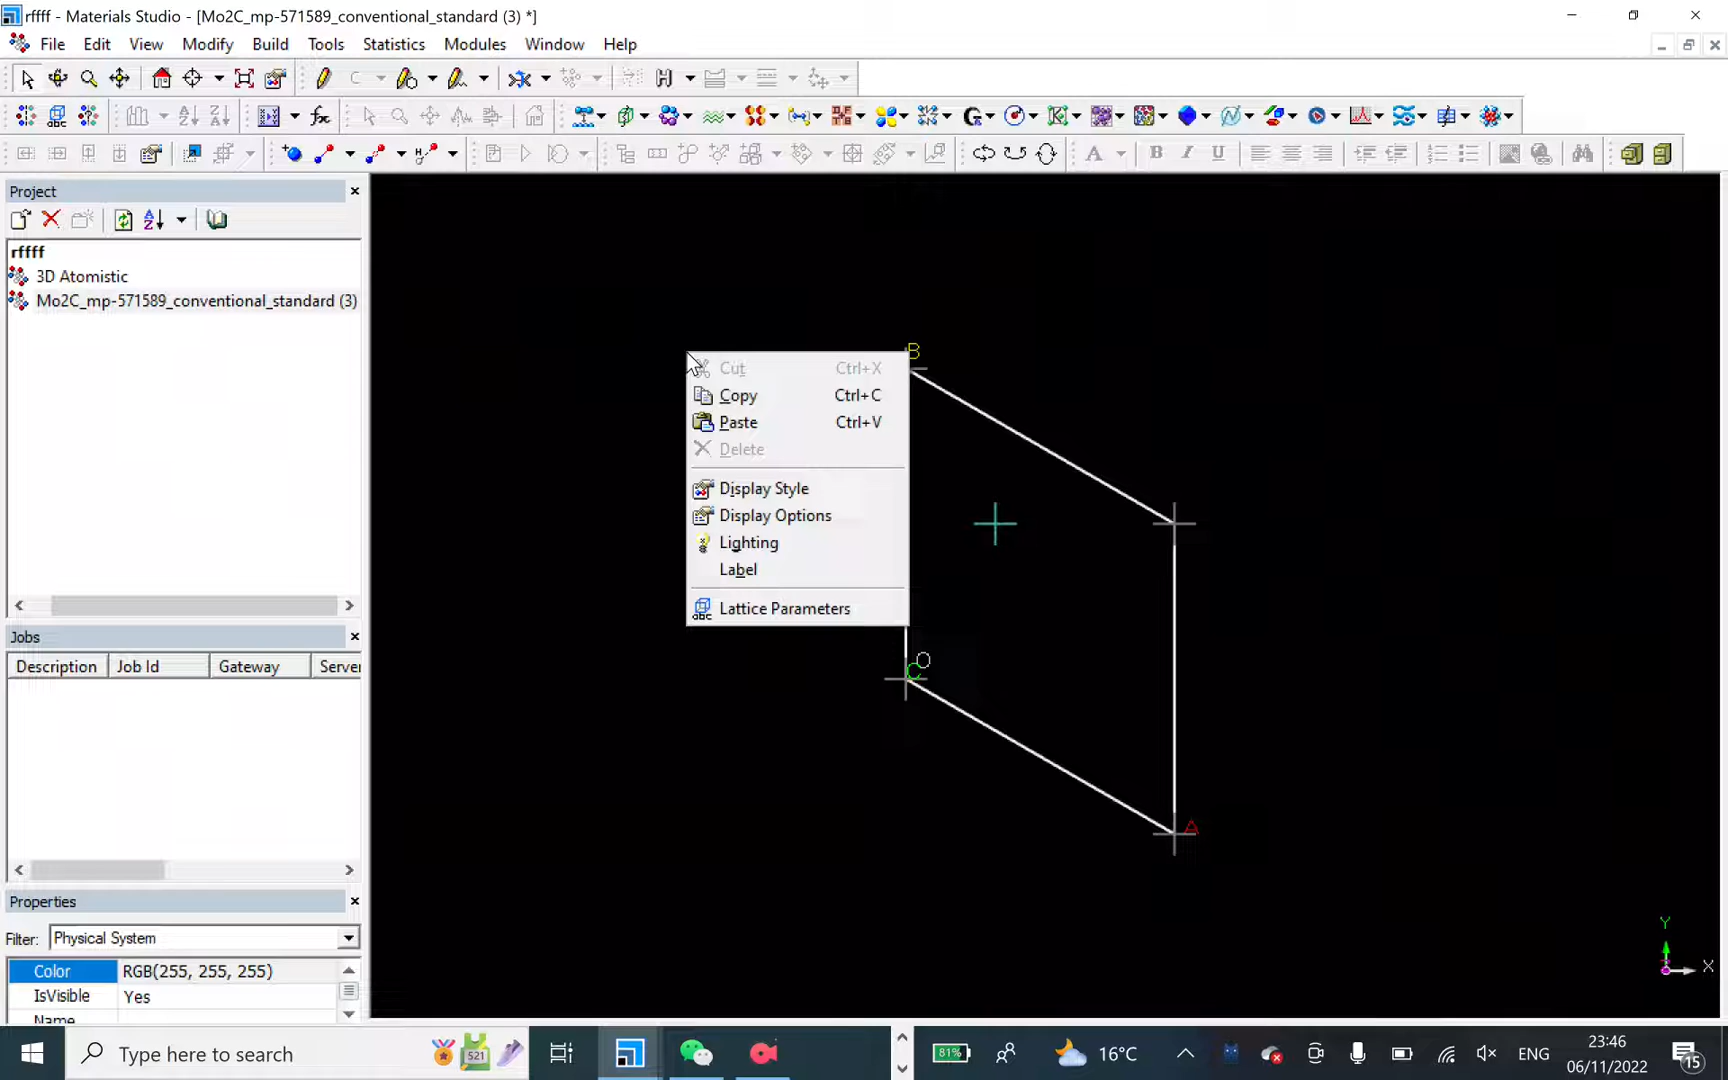 rffff - Materials Studio - [Mo2C_mp-571589_conventional_standard (3) *]
File Edit View Modify Build Tools Statistics Modules Window Help
Project
rffff
3D Atomistic
Mo2C_mp-571589_conventional_standard (3)
Jobs
Description Job Id Gateway Server
Properties
Filter: Physical System
Color RGB(255, 255, 255)
IsVisible Yes
Name
Cut Ctrl+X
Copy Ctrl+C
Paste Ctrl+V
Delete
Display Style
Display Options
Lighting
Label
Lattice Parameters
B
O
C
A
Y
X
Type here to search
521
81%
16°C
ENG
23:46
06/11/2022
15